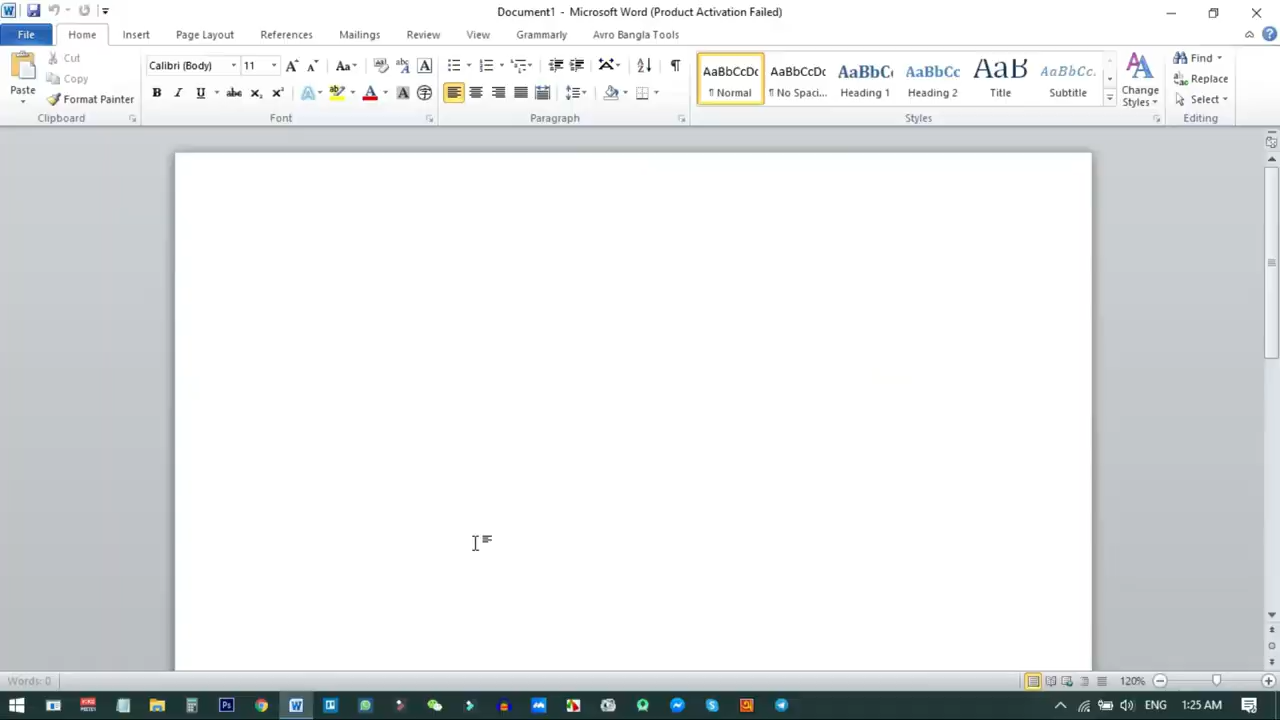 Document1 - Microsoft Word (Product Activation Failed)
File Home Insert Page Layout References Mailings Review View Grammarly Avro Bangla Tools
Paste
Cut
Copy
Format Painter
Clipboard
Calibri (Body) 11
Font
Paragraph
AaBbCcDc AaBbCcDc AaBbCc AaBbCc AaB AaBbCc.
¶ Normal ¶ No Spaci... Heading 1 Heading 2 Title Subtitle
Change
Styles
Styles
Find
Replace
Select
Editing
Words: 0
120%
ENG 1:25 AM